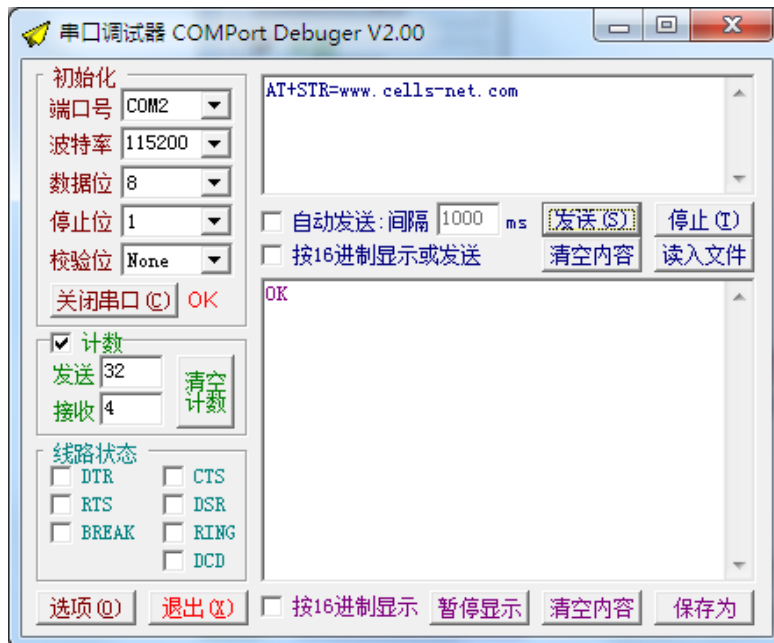 串口调试器 COMPort Debuger V2.00
初始化
端口号 COM2
波特率 115200
数据位 8
停止位 1
校验位 None
关闭串口(C) OK
计数
发送 32
接收 4
清空计数
线路状态
DTR CTS
RTS DSR
BREAK RING
DCD
选项(O) 退出(X)
AT+STR=www.cells-net.com
自动发送:间隔 1000 ms 发送(S) 停止(T)
按16进制显示或发送 清空内容 读入文件
OK
按16进制显示 暂停显示 清空内容 保存为